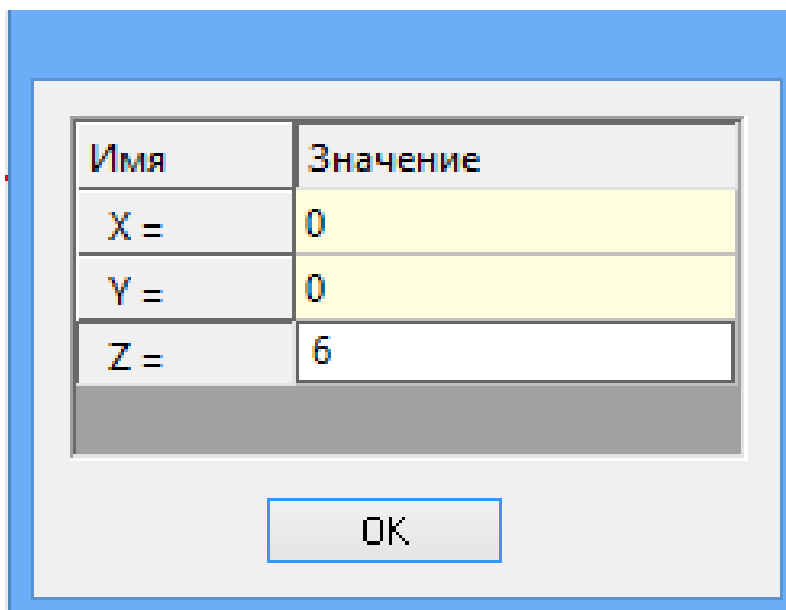 Имя Значение
X = 0
Y = 0
Z = 6
OK